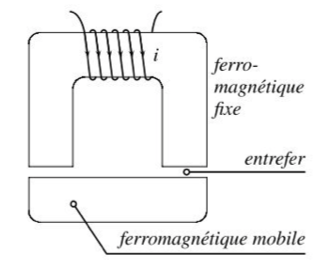 i
ferro-
magnétique
fixe
entrefer
ferromagnétique mobile